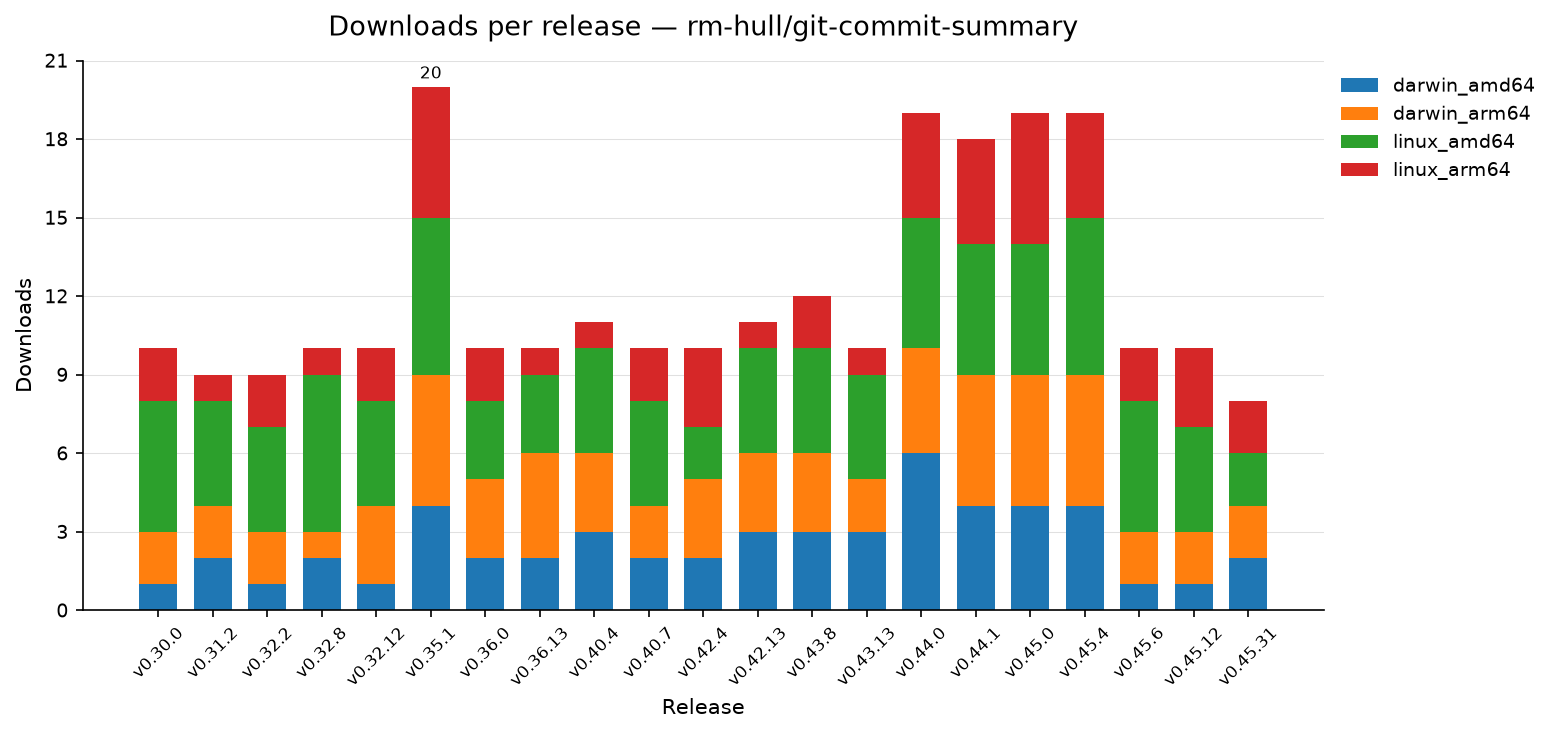 Downloads per release — rm-hull/git-commit-summary
21
18
15
12
9
6
3
0
Downloads
20
darwin_amd64
darwin_arm64
linux_amd64
linux_arm64
v0.30.0
v0.31.2
v0.32.2
v0.32.8
v0.32.12
v0.35.1
v0.36.0
v0.36.13
v0.40.4
v0.40.7
v0.42.4
v0.42.13
v0.43.8
v0.43.13
v0.44.0
v0.44.1
v0.45.0
v0.45.4
v0.45.6
v0.45.12
v0.45.31
Release